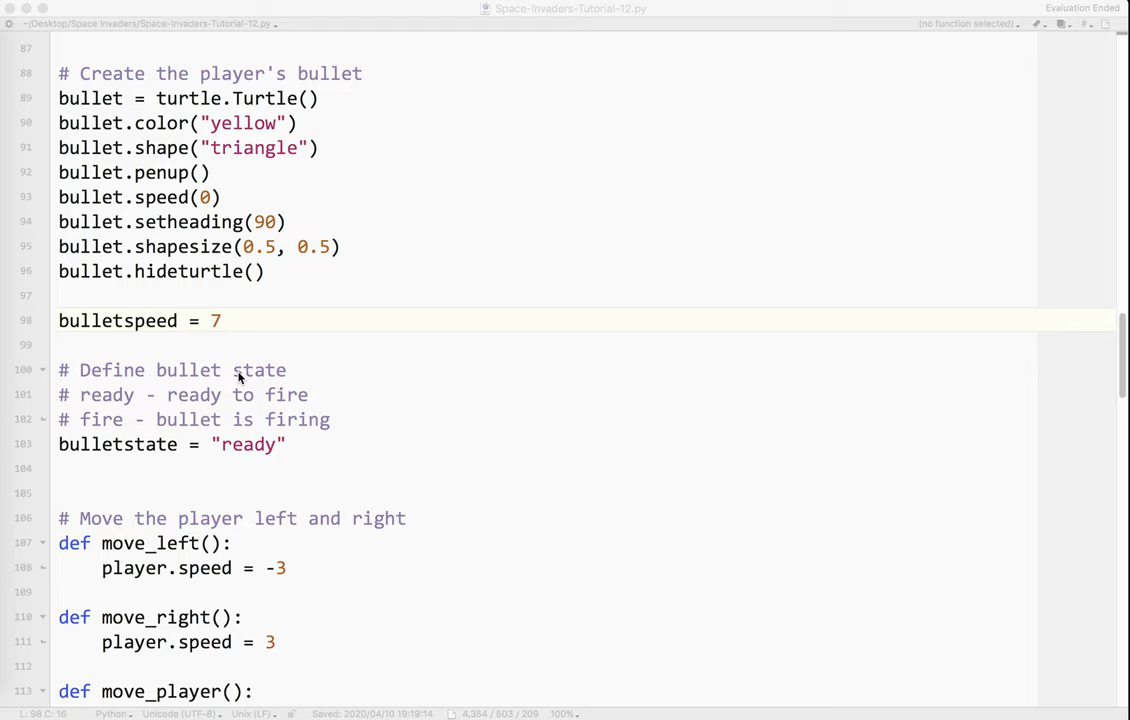 Space-Invaders-Tutorial-12.py
Evaluation Ended
~/Desktop/Space Invaders/Space-Invaders-Tutorial-12.py
(no function selected)
#
87
88 # Create the player's bullet
89 bullet = turtle.Turtle()
90 bullet.color("yellow")
91 bullet.shape("triangle")
92 bullet.penup()
93 bullet.speed(0)
94 bullet.setheading(90)
95 bullet.shapesize(0.5, 0.5)
96 bullet.hideturtle()
97
98 bulletspeed = 7
99
100 # Define bullet state
101 # ready - ready to fire
102 # fire - bullet is firing
103 bulletstate = "ready"
104
105
106 # Move the player left and right
107 def move_left():
108     player.speed = -3
109
110 def move_right():
111     player.speed = 3
112
113 def move_player():
L: 98 C: 16 Python Unicode (UTF-8) Unix (LF) Saved: 2020/04/10 19:19:14 4,354 / 503 / 209 100%